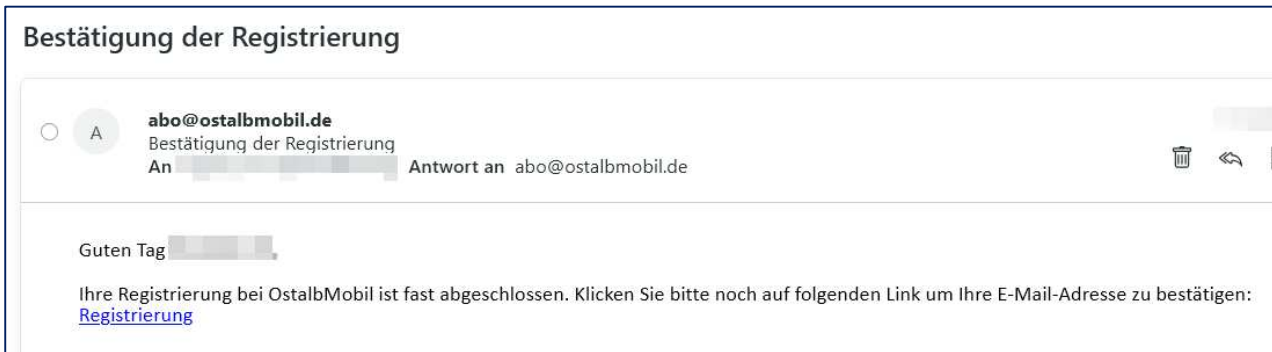 Bestätigung der Registrierung
A
abo@ostalbmobil.de
Bestätigung der Registrierung
An Antwort an abo@ostalbmobil.de
Guten Tag
Ihre Registrierung bei OstalbMobil ist fast abgeschlossen. Klicken Sie bitte noch auf folgenden Link um Ihre E-Mail-Adresse zu bestätigen:
Registrierung